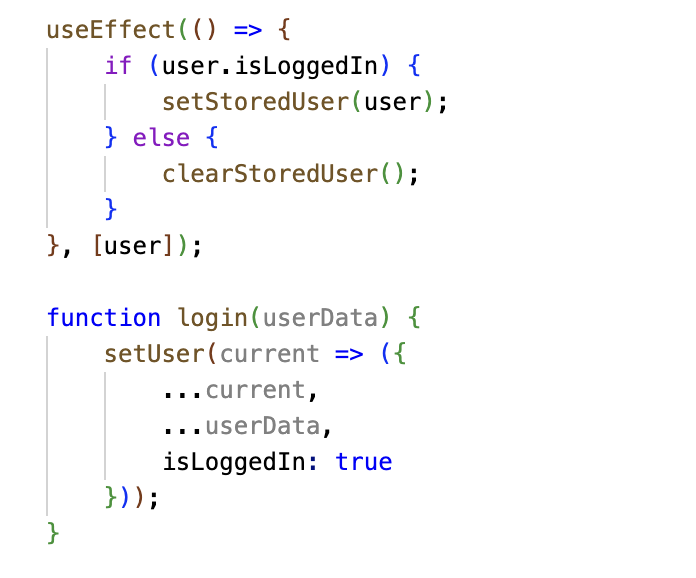 useEffect(() => {
    if (user.isLoggedIn) {
        setStoredUser(user);
    } else {
        clearStoredUser();
    }
}, [user]);

function login(userData) {
    setUser(current => ({
        ...current,
        ...userData,
        isLoggedIn: true
    }));
}